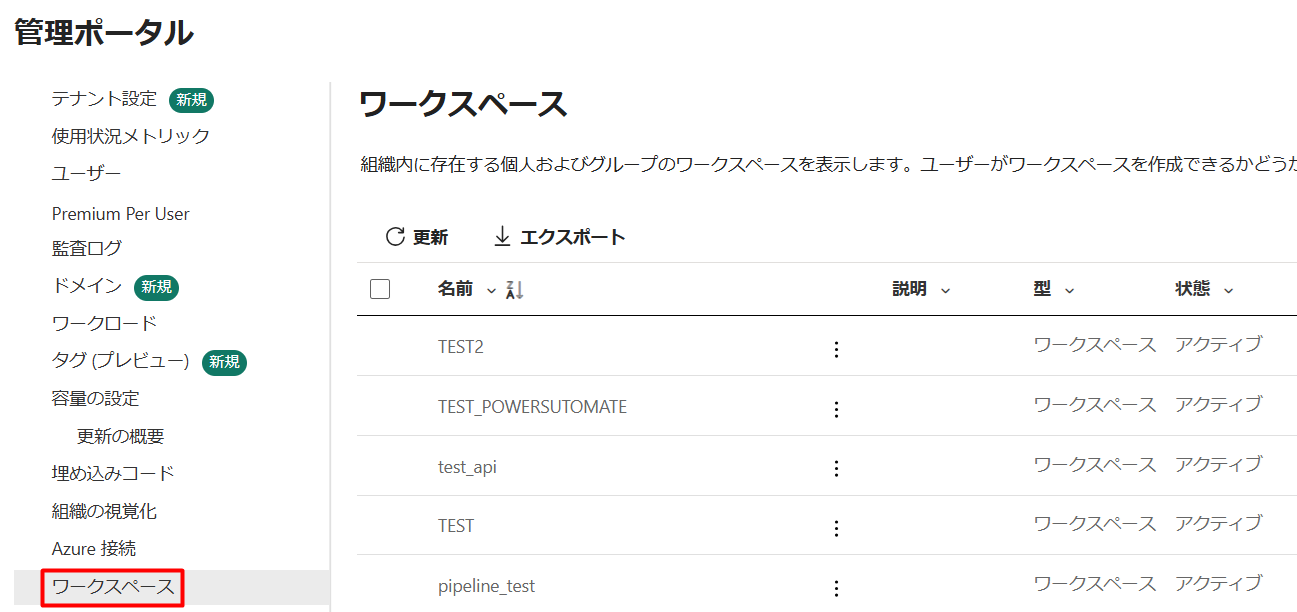 管理ポータル
テナント設定 新規
使用状況メトリック
ユーザー
Premium Per User
監査ログ
ドメイン 新規
ワークロード
タグ (プレビュー) 新規
容量の設定
更新の概要
埋め込みコード
組織の視覚化
Azure 接続
ワークスペース
ワークスペース
組織内に存在する個人およびグループのワークスペースを表示します。ユーザーがワークスペースを作成できるかどうか
更新 エクスポート
名前 説明 型 状態
TEST2 ワークスペース アクティブ
TEST_POWERSUTOMATE ワークスペース アクティブ
test_api ワークスペース アクティブ
TEST ワークスペース アクティブ
pipeline_test ワークスペース アクティブ